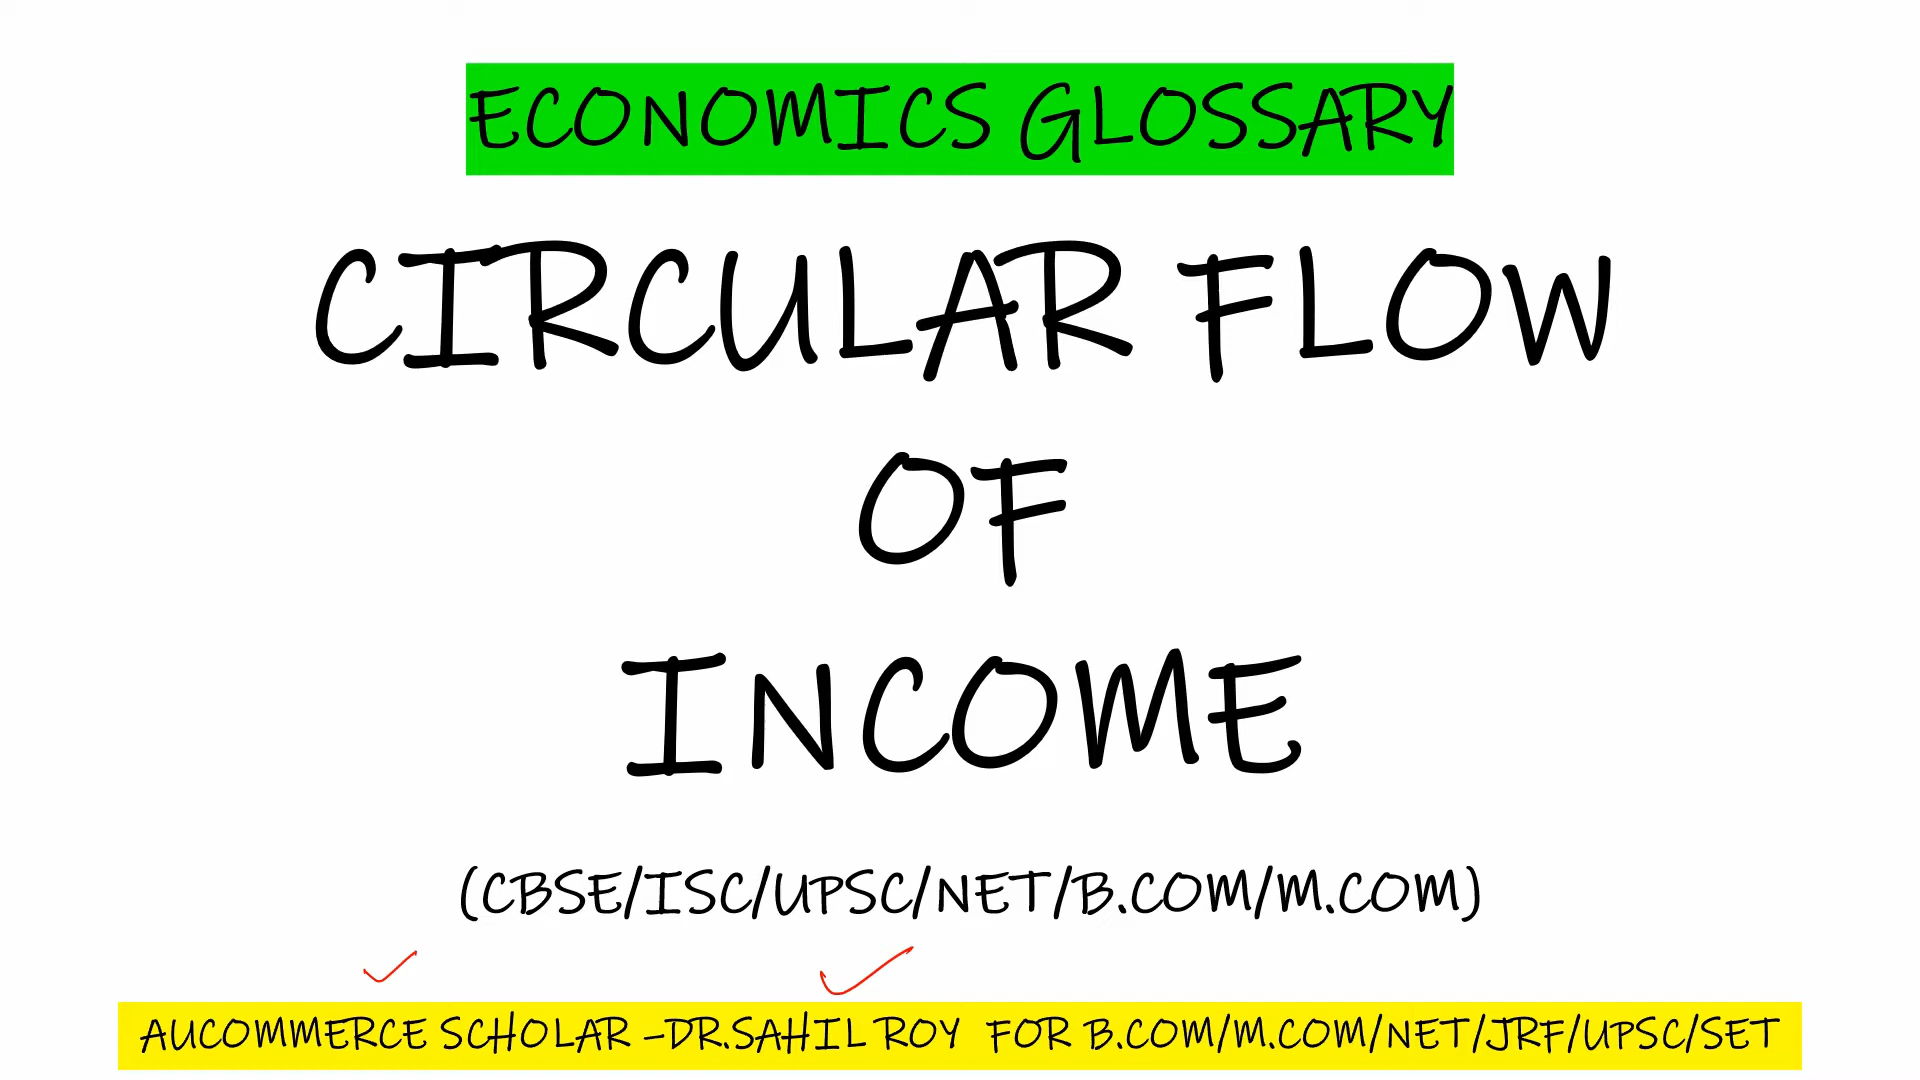 ECONOMICS GLOSSARY
CIRCULAR FLOW
OF
INCOME
(CBSE/ISC/UPSC/NET/B.COM/M.COM)
AUCOMMERCE SCHOLAR -DR.SAHIL ROY FOR B.COM/M.COM/NET/JRF/UPSC/SET